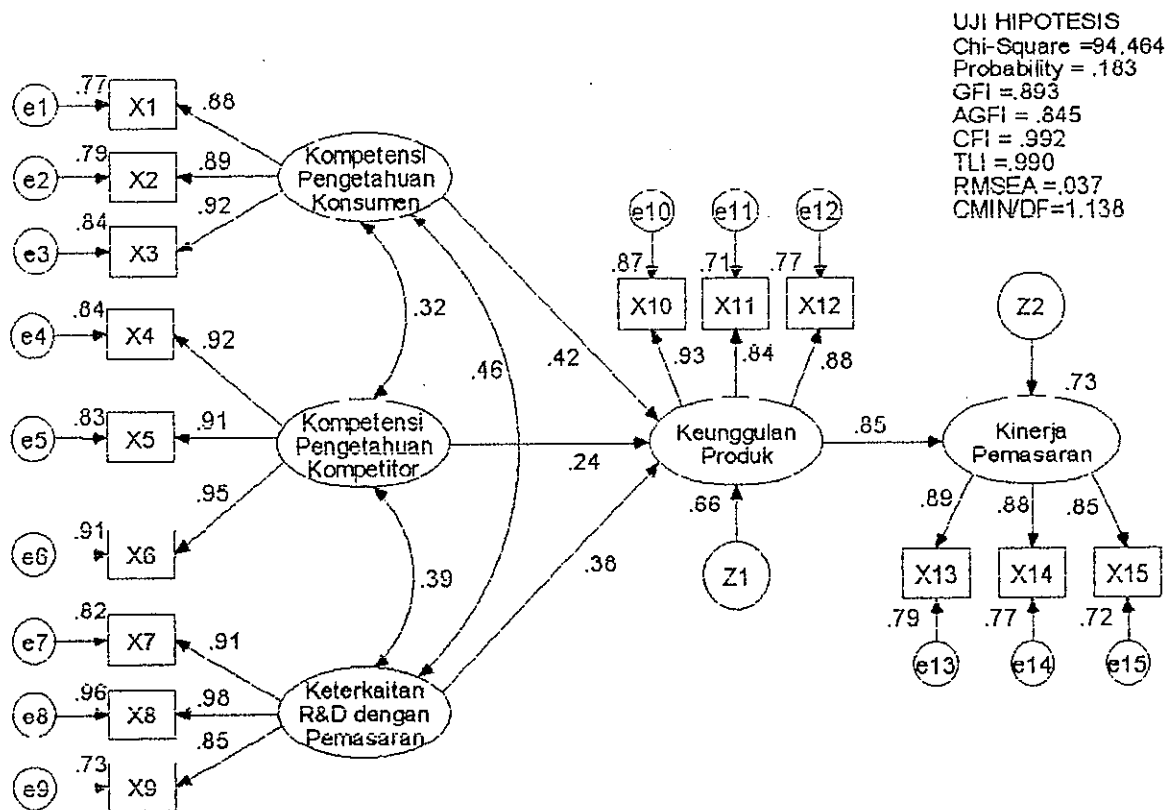 UJI HIPOTESIS
Chi-Square =94.464
Probability = .183
GFI =.893
AGFI = .845
CFI = .992
TLI = .990
RMSEA =.037
CMIN/DF=1.138
e1
.77
X1
.88
e2
.79
X2
.89
e3
.84
X3
.92
Kompetensi
Pengetahuan
Konsumen
e4
.84
X4
.92
e5
.83
X5
.91
e6
.91
X6
.95
Kompetensi
Pengetahuan
Kompetitor
e7
.82
X7
.91
e8
.96
X8
.98
e9
.73
X9
.85
Keterkaitan
R&D dengan
Pemasaran
.32
.46
.39
.42
.24
.38
e10
e11
e12
.87
.71
.77
X10
X11
X12
.93
.84
.88
Keunggulan
Produk
.66
Z1
.85
Z2
.73
Kinerja
Pemasaran
.89
.88
.85
X13
X14
X15
.79
.77
.72
e13
e14
e15